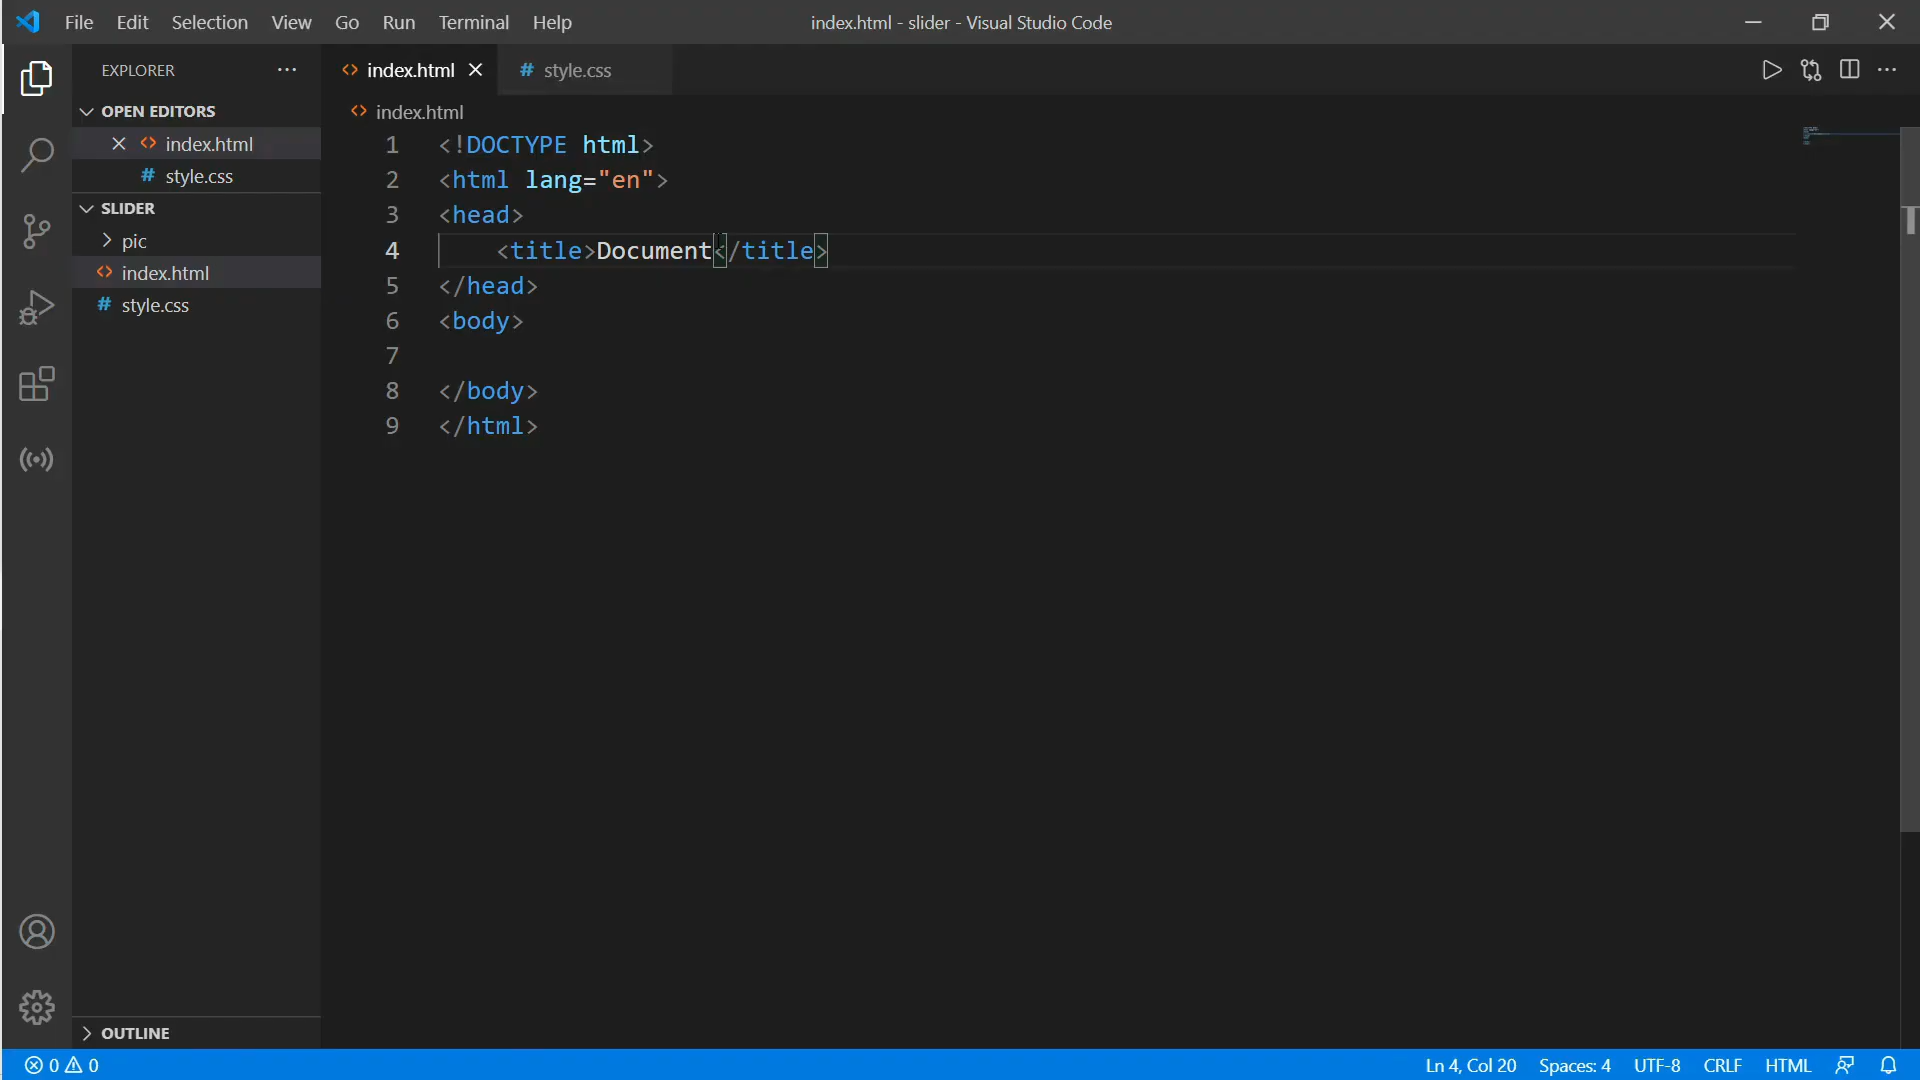 File Edit Selection View Go Run Terminal Help
index.html - slider - Visual Studio Code
EXPLORER
OPEN EDITORS
index.html
# style.css
SLIDER
pic
index.html
# style.css
OUTLINE
index.html
# style.css
index.html
1 <!DOCTYPE html>
2 <html lang="en">
3 <head>
4 <title>Document</title>
5 </head>
6 <body>
7
8 </body>
9 </html>
0 0
Ln 4, Col 20 Spaces: 4 UTF-8 CRLF HTML